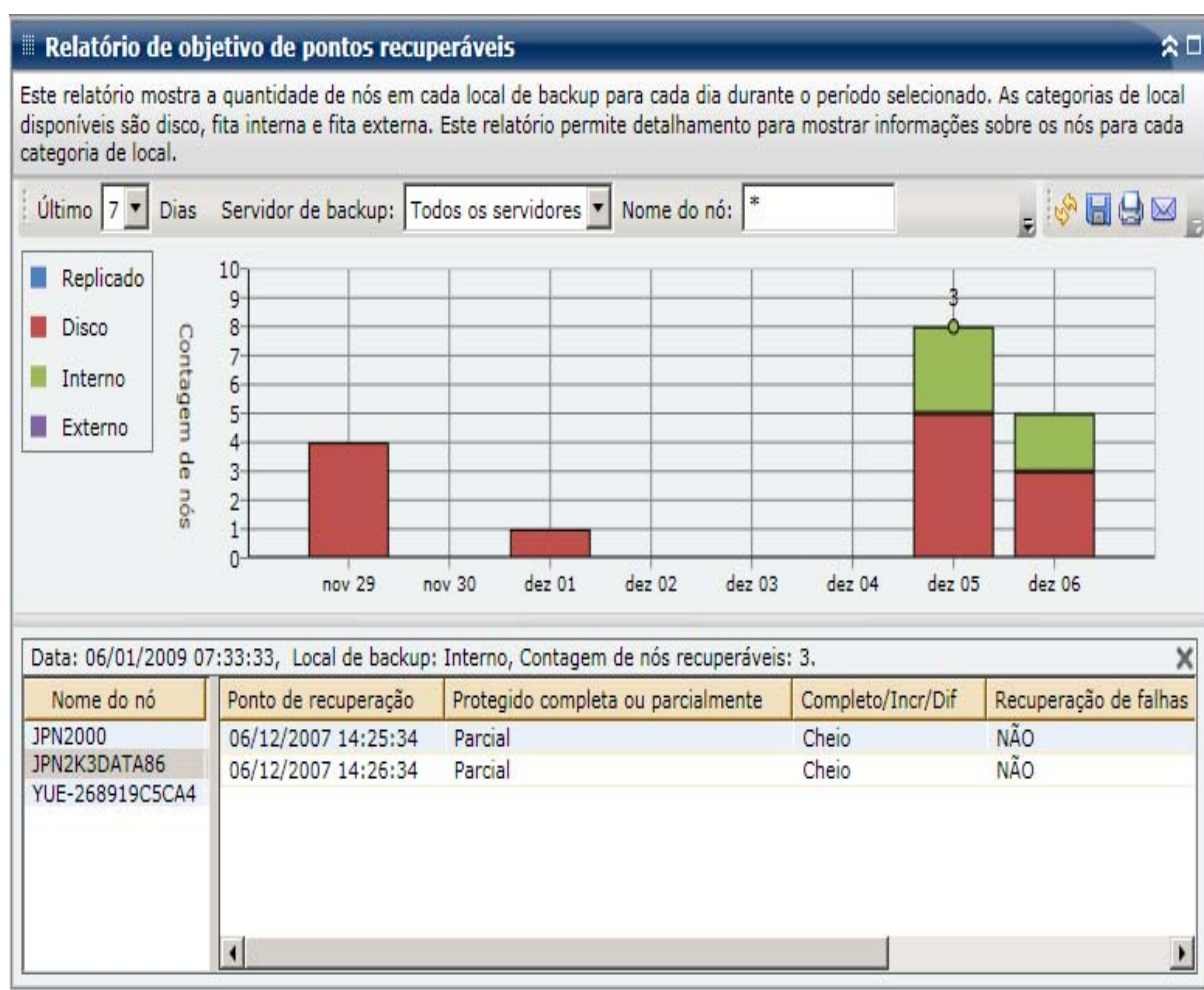 Relatório de objetivo de pontos recuperáveis
Este relatório mostra a quantidade de nós em cada local de backup para cada dia durante o período selecionado. As categorias de local
disponíveis são disco, fita interna e fita externa. Este relatório permite detalhamento para mostrar informações sobre os nós para cada
categoria de local.
Último 7 Dias Servidor de backup: Todos os servidores Nome do nó: *
Replicado
Disco
Interno
Externo
Contagem de nós
10
9
8
7
6
5
4
3
2
1
0
3
nov 29 nov 30 dez 01 dez 02 dez 03 dez 04 dez 05 dez 06
Data: 06/01/2009 07:33:33, Local de backup: Interno, Contagem de nós recuperáveis: 3.
Nome do nó Ponto de recuperação Protegido completa ou parcialmente Completo/Incr/Dif Recuperação de falhas
JPN2000 06/12/2007 14:25:34 Parcial Cheio NÃO
JPN2K3DATA86 06/12/2007 14:26:34 Parcial Cheio NÃO
YUE-268919C5CA4